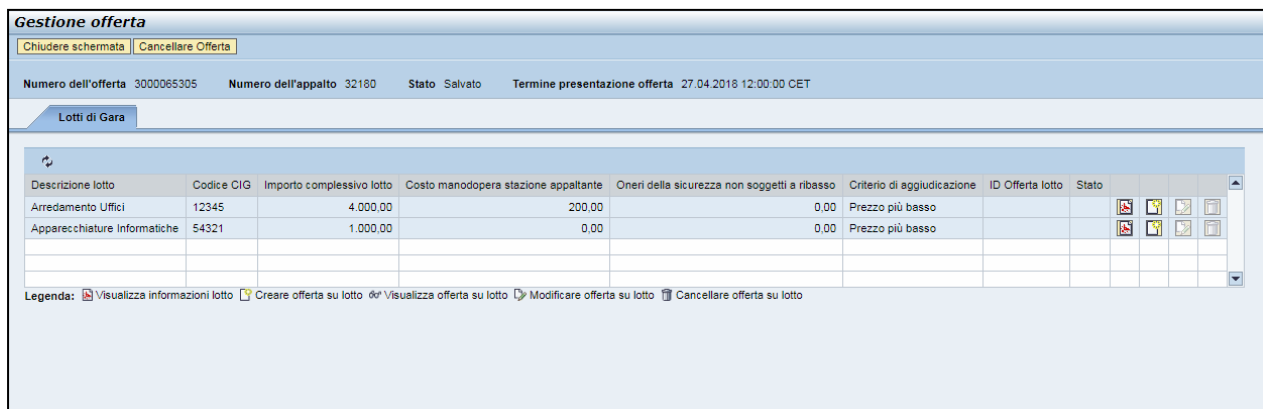 Gestione offerta
Chiudere schermata Cancellare Offerta
Numero dell'offerta 3000065305 Numero dell'appalto 32180 Stato Salvato Termine presentazione offerta 27.04.2018 12:00:00 CET
Lotti di Gara
Descrizione lotto Codice CIG Importo complessivo lotto Costo manodopera stazione appaltante Oneri della sicurezza non soggetti a ribasso Criterio di aggiudicazione ID Offerta lotto Stato
Arredamento Uffici 12345 4.000,00 200,00 0,00 Prezzo più basso
Apparecchiature Informatiche 54321 1.000,00 0,00 0,00 Prezzo più basso
Legenda: Visualizza informazioni lotto Creare offerta su lotto Visualizza offerta su lotto Modificare offerta su lotto Cancellare offerta su lotto